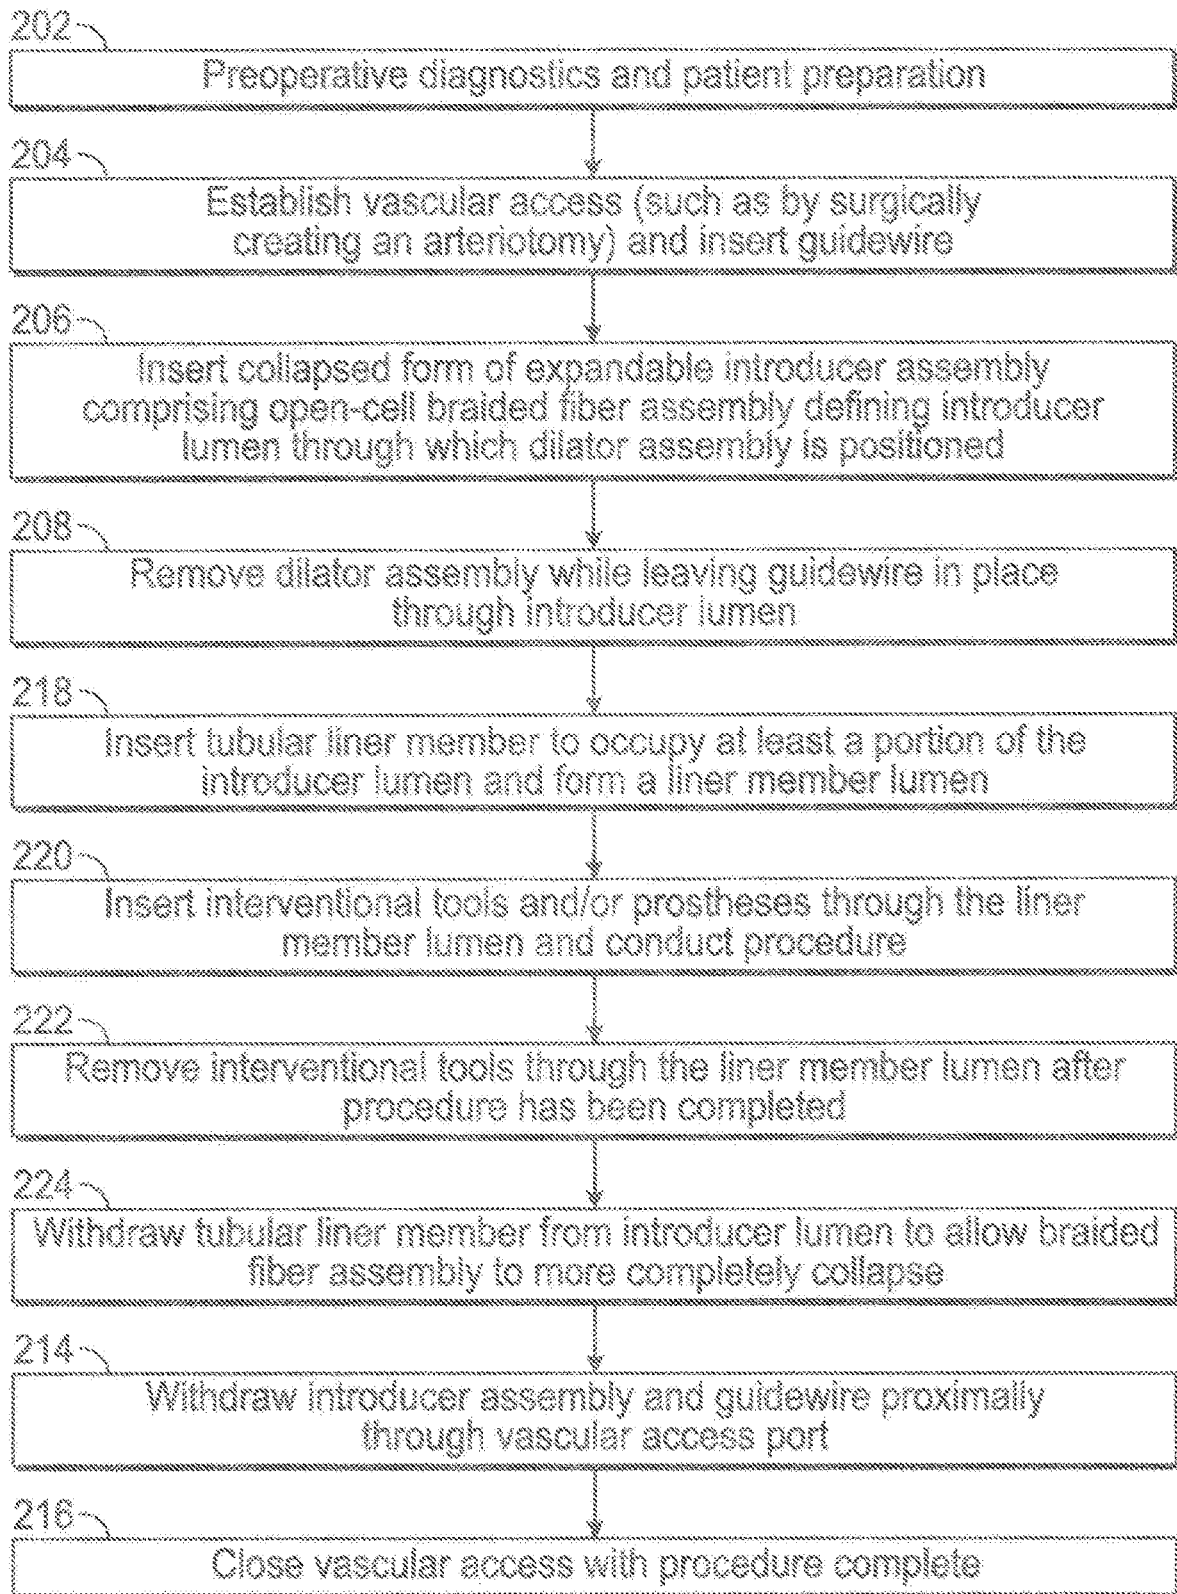 202
Preoperative diagnostics and patient preparation
204
Establish vascular access (such as by surgically
creating an arteriotomy) and insert guidewire
206
Insert collapsed form of expandable introducer assembly
comprising open-cell braided fiber assembly defining introducer
lumen through which dilator assembly is positioned
208
Remove dilator assembly while leaving guidewire in place
through introducer lumen
218
Insert tubular liner member to occupy at least a portion of the
introducer lumen and form a liner member lumen
220
Insert interventional tools and/or prostheses through the liner
member lumen and conduct procedure
222
Remove interventional tools through the liner member lumen after
procedure has been completed
224
Withdraw tubular liner member from introducer lumen to allow braided
fiber assembly to more completely collapse
214
Withdraw introducer assembly and guidewire proximally
through vascular access port
216
Close vascular access with procedure complete